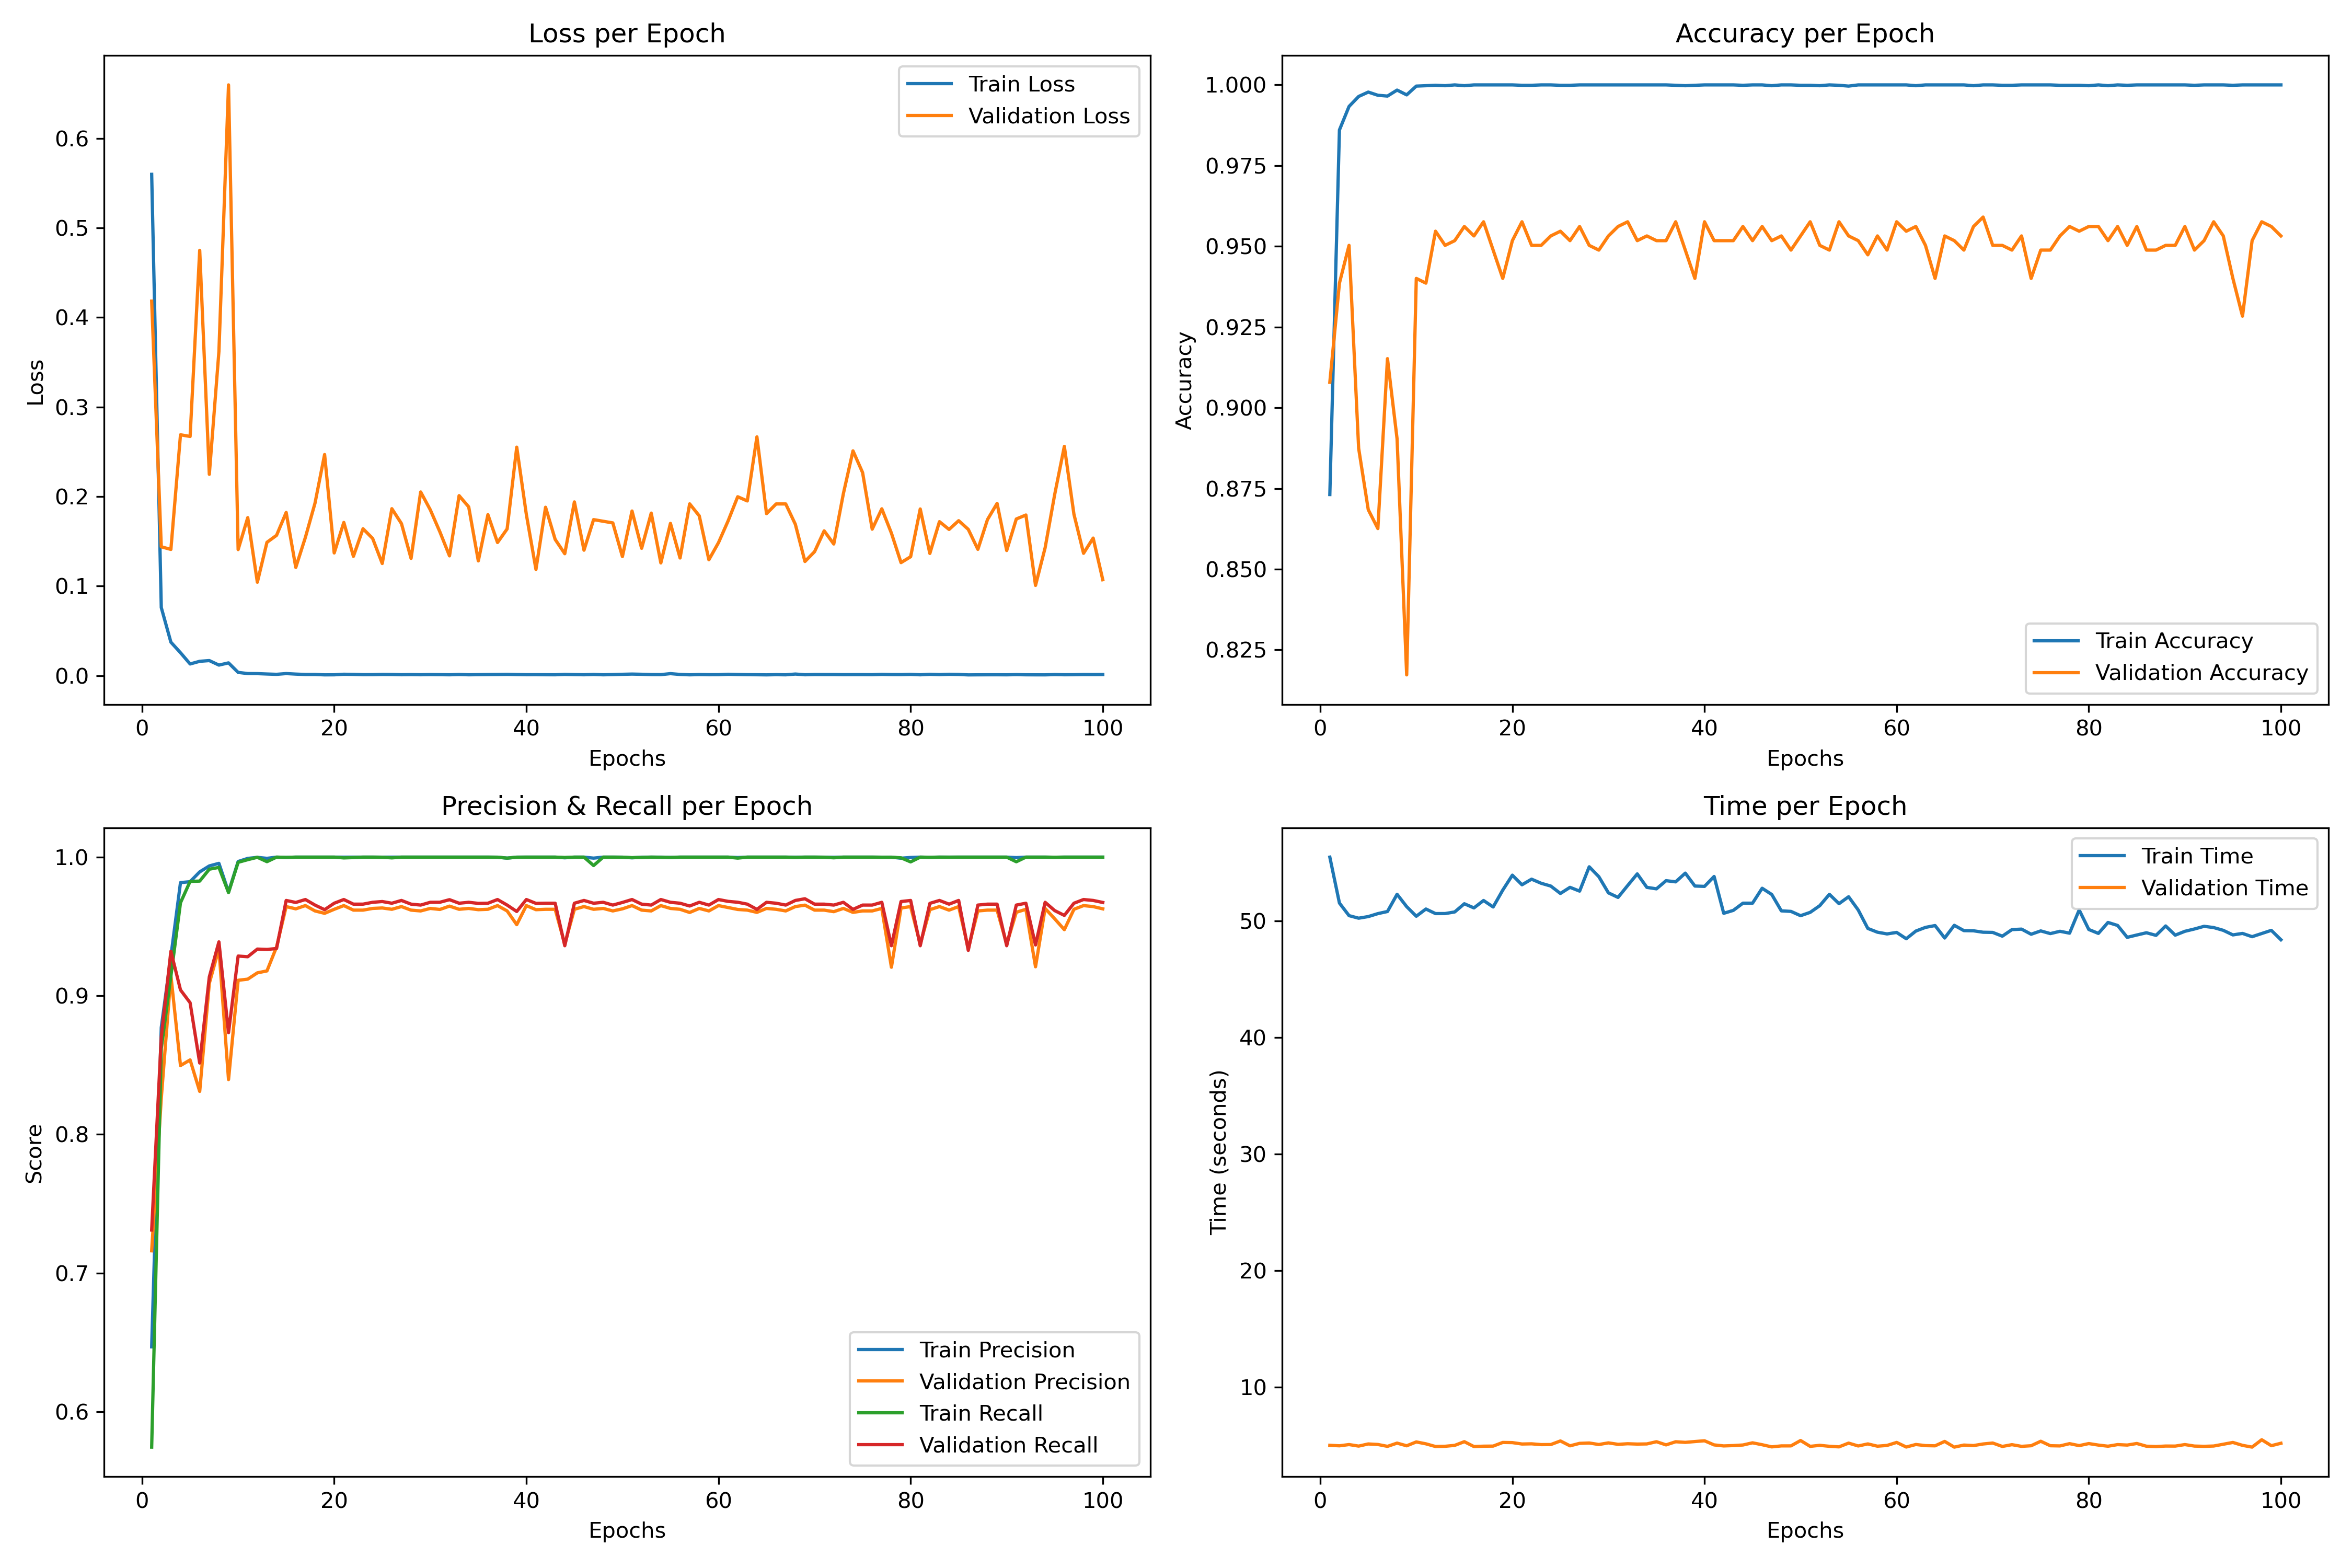 Loss per Epoch
Train Loss
Validation Loss
0.6
0.5
0.4
0.3
0.2
0.1
0.0
Loss
0 20 40 60 80 100
Epochs
Accuracy per Epoch
1.000
0.975
0.950
0.925
0.900
0.875
0.850
0.825
Accuracy
Train Accuracy
Validation Accuracy
0 20 40 60 80 100
Epochs
Precision & Recall per Epoch
1.0
0.9
0.8
0.7
0.6
Score
Train Precision
Validation Precision
Train Recall
Validation Recall
0 20 40 60 80 100
Epochs
Time per Epoch
Train Time
Validation Time
50
40
30
20
10
Time (seconds)
0 20 40 60 80 100
Epochs